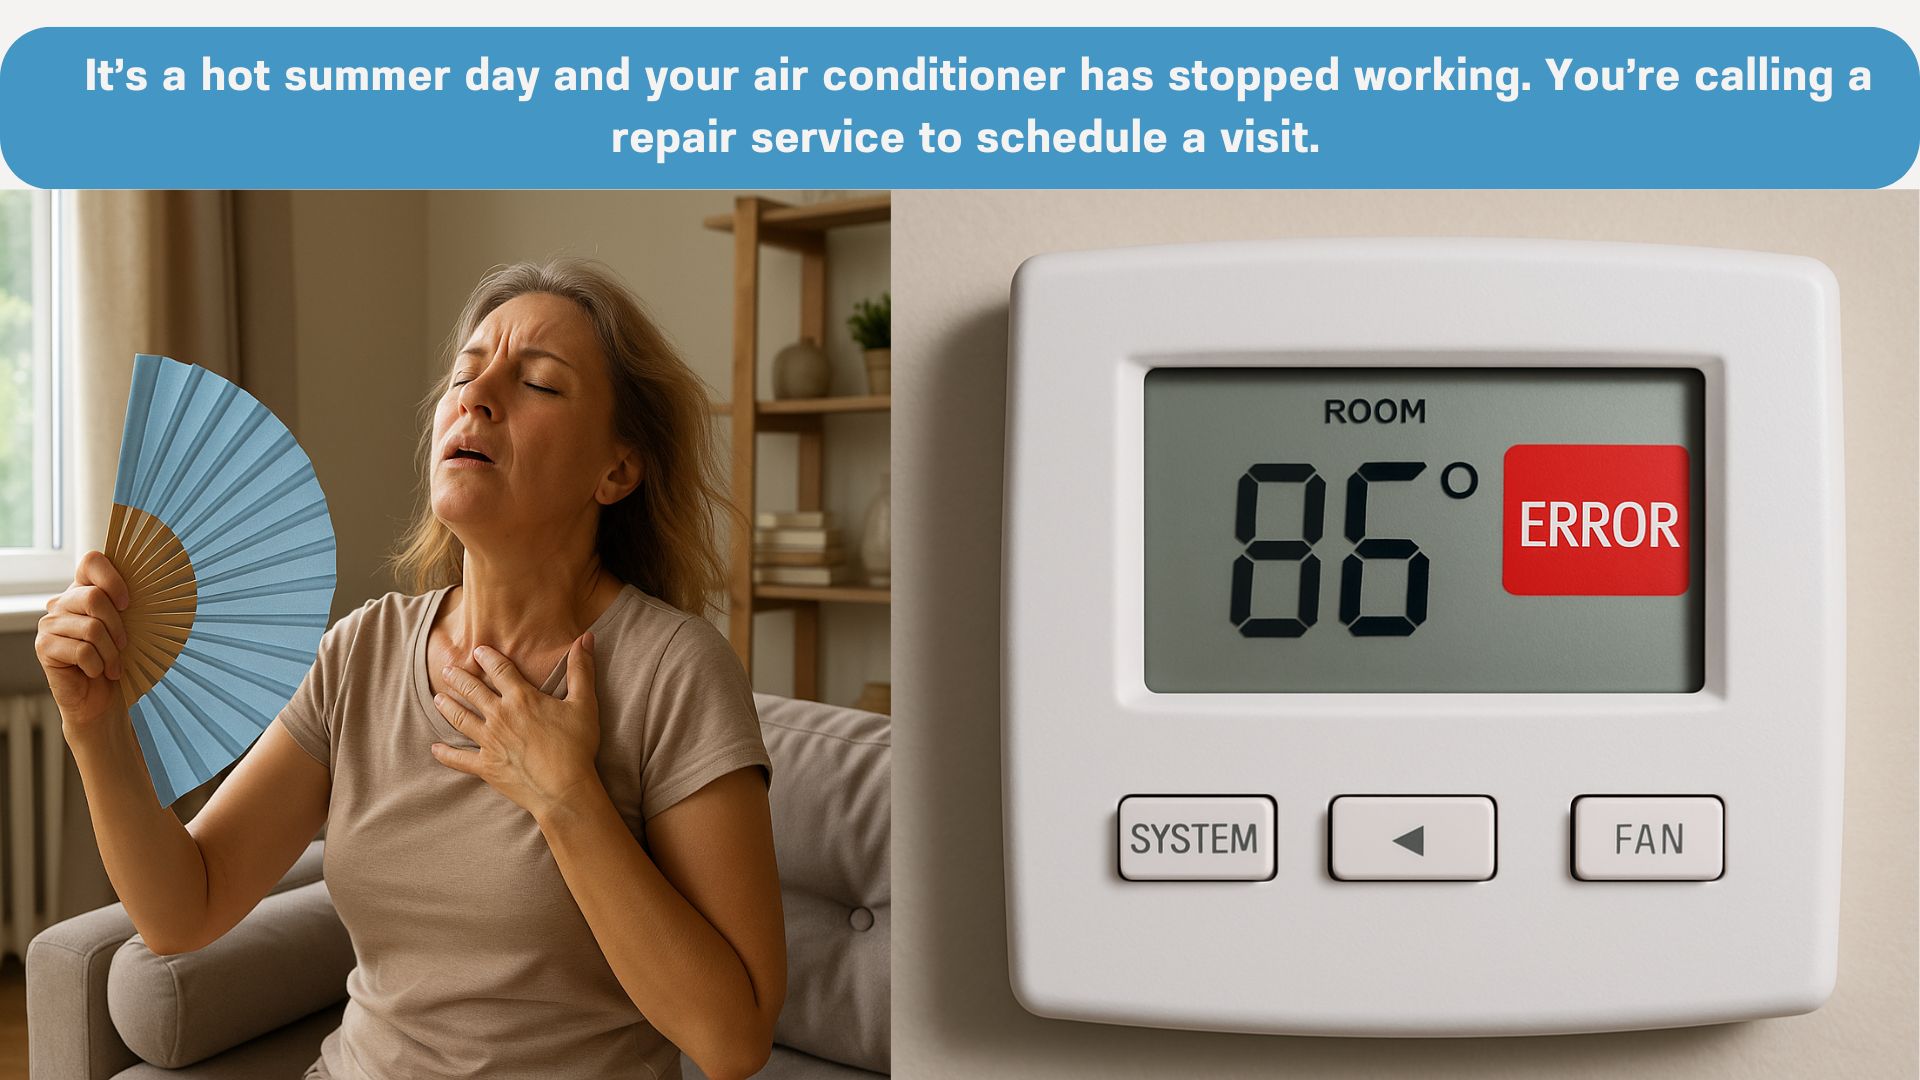 It’s a hot summer day and your air conditioner has stopped working. You’re calling a
repair service to schedule a visit.
ROOM
86°
ERROR
SYSTEM
FAN